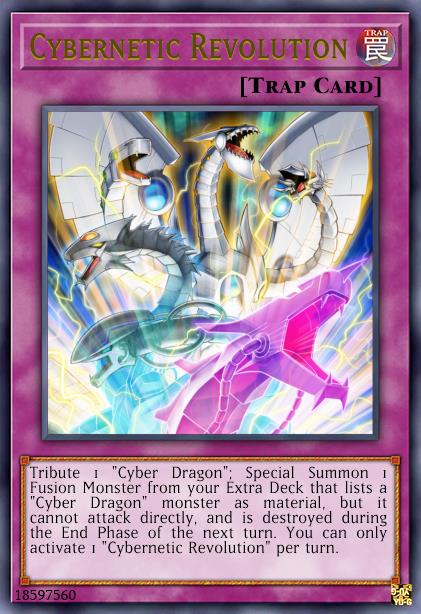 CYBERNETIC REVOLUTION
TRAP
罠
[TRAP CARD]
Tribute 1 "Cyber Dragon"; Special Summon 1
Fusion Monster from your Extra Deck that lists a
"Cyber Dragon" monster as material, but it
cannot attack directly, and is destroyed during
the End Phase of the next turn. You can only
activate 1 "Cybernetic Revolution" per turn.
18597560